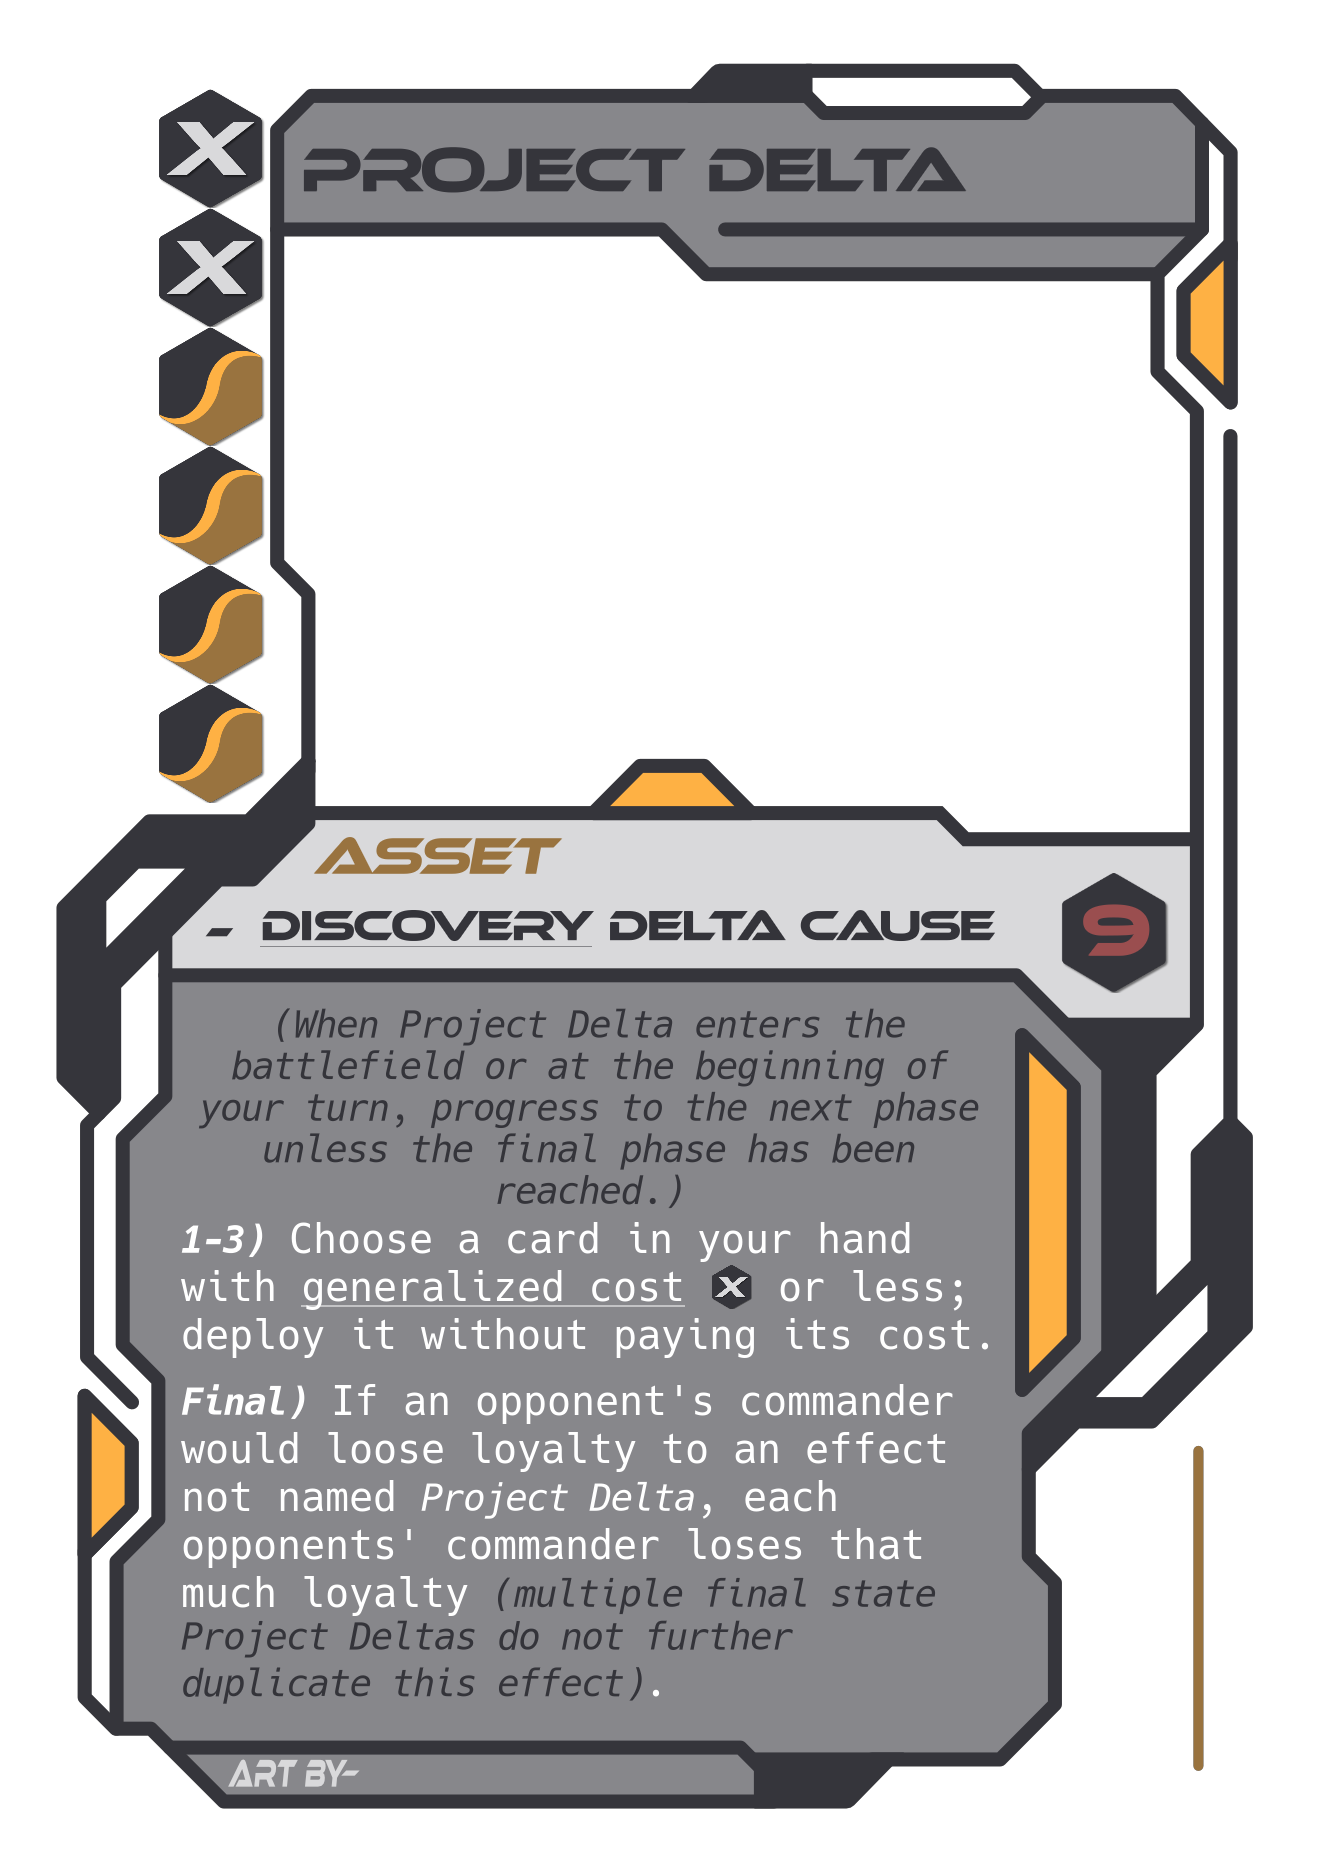 PROJECT DELTA
X
X
ASSET
- DISCOVERY DELTA CAUSE
9
(When Project Delta enters the
battlefield or at the beginning of
your turn, progress to the next phase
unless the final phase has been
reached.)
1-3) Choose a card in your hand
with generalized cost X or less;
deploy it without paying its cost.
Final) If an opponent's commander
would loose loyalty to an effect
not named Project Delta, each
opponents' commander loses that
much loyalty (multiple final state
Project Deltas do not further
duplicate this effect).
ART BY-